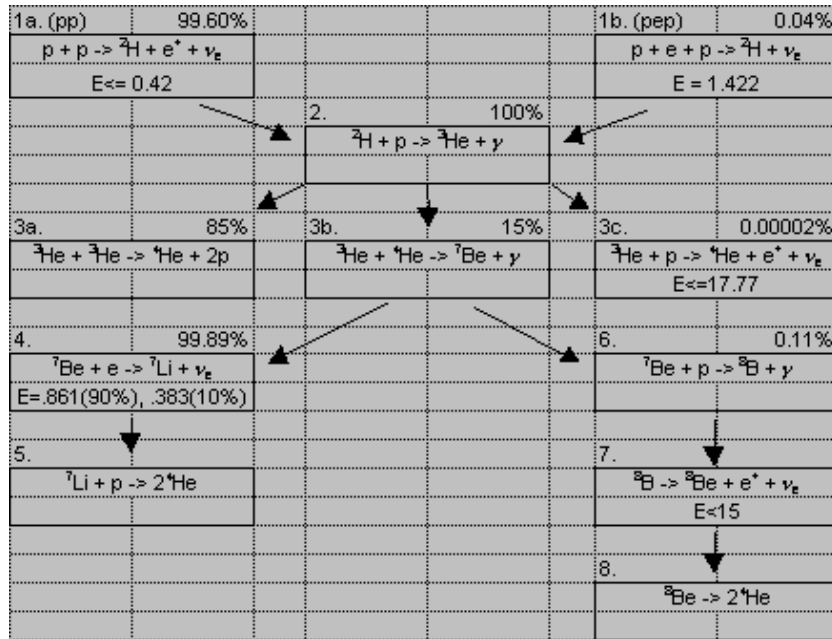 1a. (pp) 99.60%
p + p -> ²H + e⁺ + νₑ
E<= 0.42
1b. (pep) 0.04%
p + e + p -> ²H + νₑ
E = 1.422
2. 100%
²H + p -> ³He + γ
3a. 85%
³He + ³He -> ⁴He + 2p
3b. 15%
³He + ⁴He -> ⁷Be + γ
3c. 0.00002%
³He + p -> ⁴He + e⁺ + νₑ
E<=17.77
4. 99.89%
⁷Be + e -> ⁷Li + νₑ
E=.861(90%), .383(10%)
5.
⁷Li + p -> 2⁴He
6. 0.11%
⁷Be + p -> ⁸B + γ
7.
⁸B -> ⁸Be + e⁺ + νₑ
E<15
8.
⁸Be -> 2⁴He